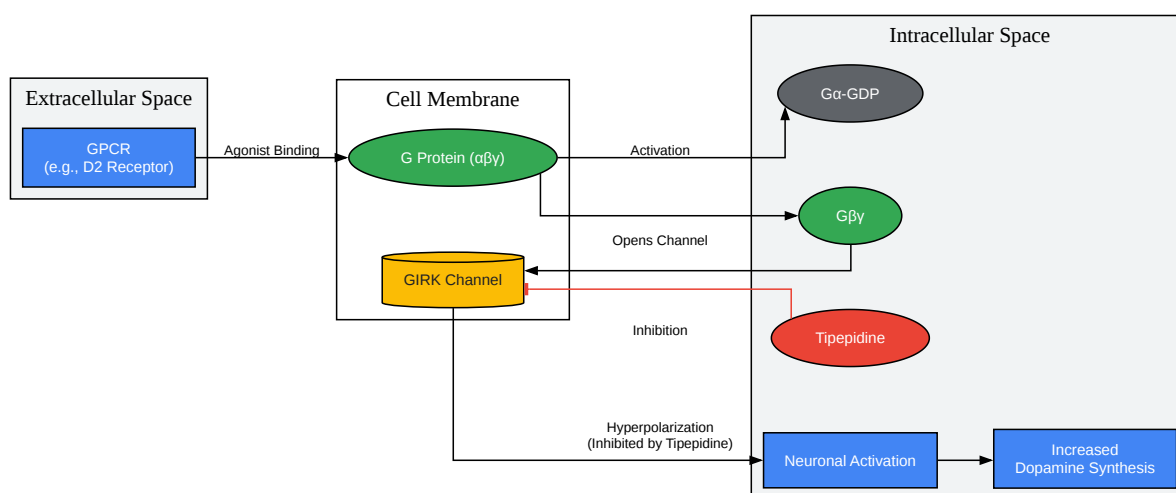 Intracellular Space
Extracellular Space
Cell Membrane
Gα-GDP
GPCR
(e.g., D2 Receptor)
Agonist Binding
G Protein (αβγ)
Activation
Gβγ
Opens Channel
GIRK Channel
Inhibition
Tipepidine
Hyperpolarization
(Inhibited by Tipepidine)
Neuronal Activation
Increased
Dopamine Synthesis